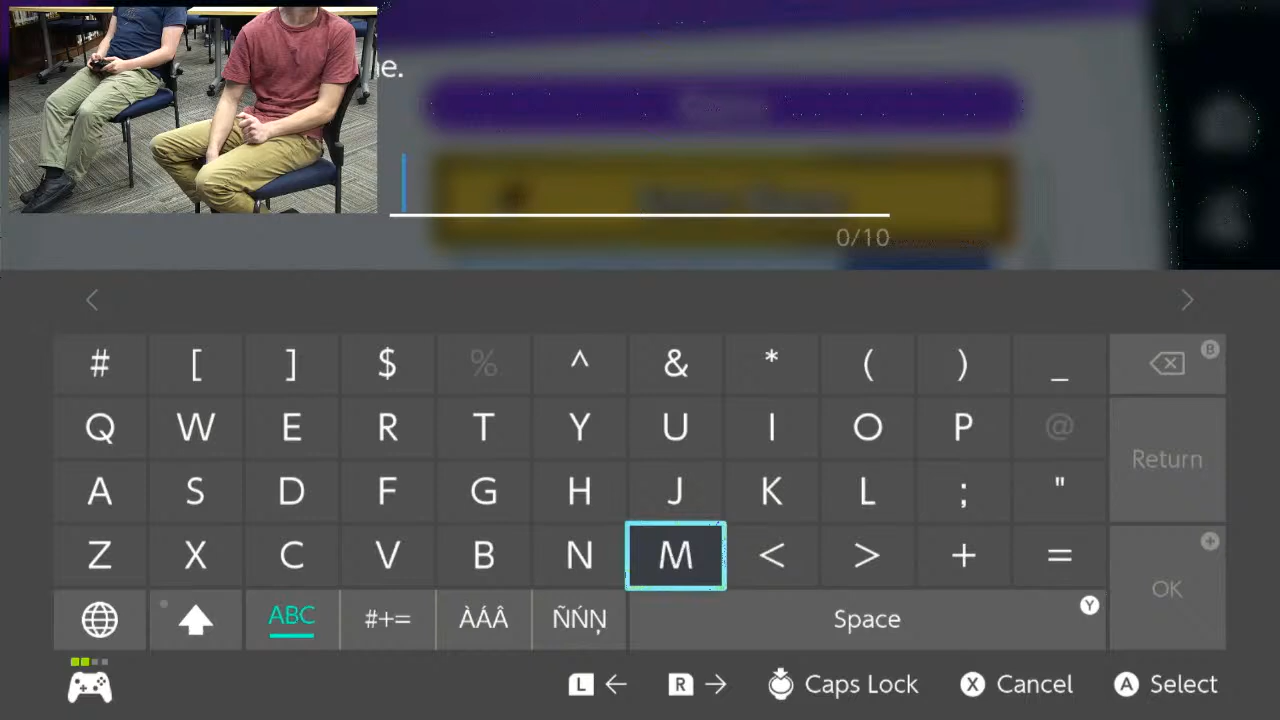 e.
0/10
# [ ] $ % ^ & * ( ) _ B
Q W E R T Y U I O P @ Return
A S D F G H J K L ; "
Z X C V B N M < > + = + OK
ABC #+= ÀÁÂ ÑŃŅ Space Y
L ← R → Caps Lock X Cancel A Select